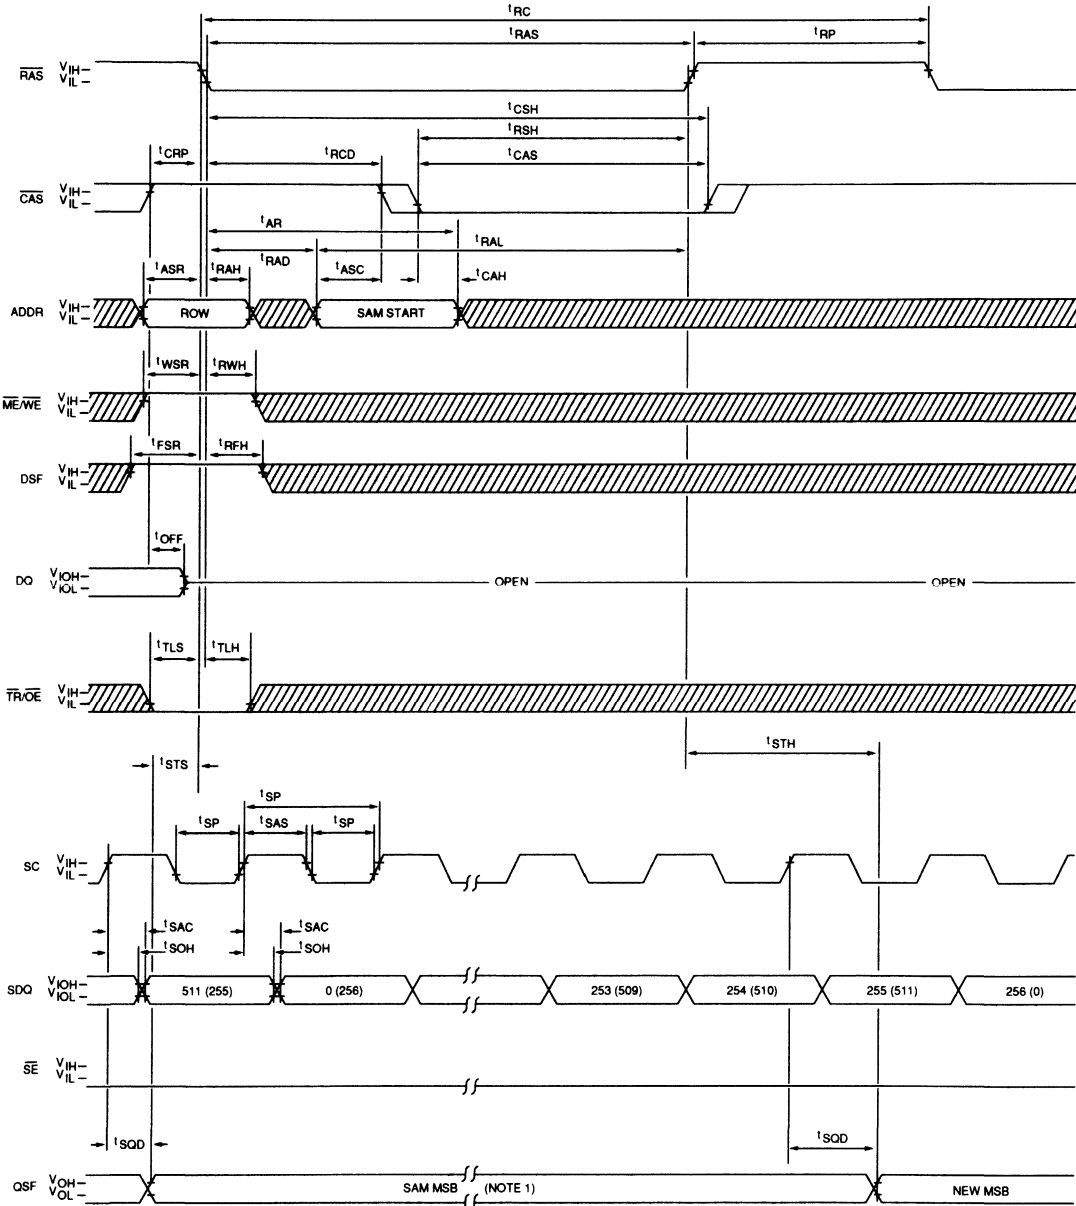 tRC
tRAS tRP
RAS VIH– VIL–
tCSH
tRSH
tCRP tRCD tCAS
CAS VIH– VIL–
tAR
tRAL
tRAD
tASR tRAH tASC tCAH
ADDR VIH– VIL– ROW SAM START
tWSR tRWH
ME/WE VIH– VIL–
tFSR tRFH
DSF VIH– VIL–
tOFF
DQ VIOH– VIOL– OPEN OPEN
tTLS tTLH
TR/OE VIH– VIL–
tSTH
tSTS
tSP
tSP tSAS tSP
SC VIH– VIL–
tSAC tSAC
tSOH tSOH
SDQ VIOH– VIOL– 511 (255) 0 (256) 253 (509) 254 (510) 255 (511) 256 (0)
SE VIH– VIL–
tSQD tSQD
QSF VOH– VOL– SAM MSB (NOTE 1) NEW MSB